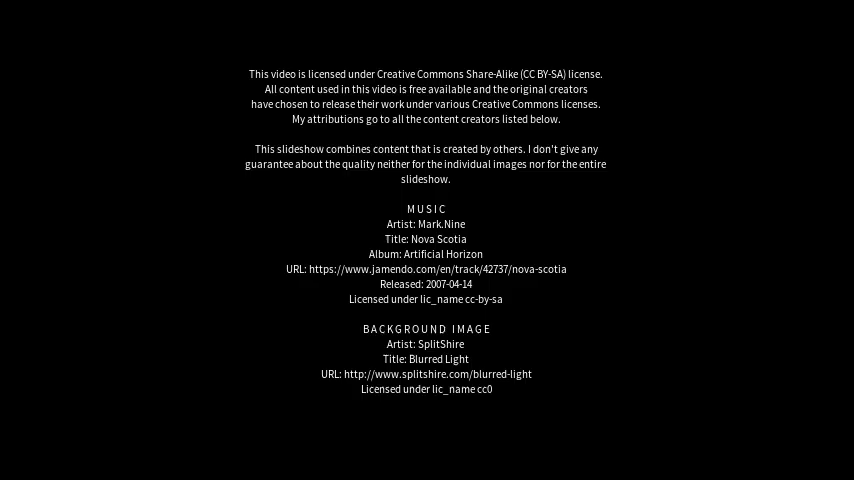 This video is licensed under Creative Commons Share-Alike (CC BY-SA) license.
All content used in this video is free available and the original creators
have chosen to release their work under various Creative Commons licenses.
My attributions go to all the content creators listed below.
This slideshow combines content that is created by others. I don't give any
guarantee about the quality neither for the individual images nor for the entire
slideshow.
MUSIC
Artist: Mark.Nine
Title: Nova Scotia
Album: Artificial Horizon
URL: https://www.jamendo.com/en/track/42737/nova-scotia
Released: 2007-04-14
Licensed under lic_name cc-by-sa
BACKGROUND IMAGE
Artist: SplitShire
Title: Blurred Light
URL: http://www.splitshire.com/blurred-light
Licensed under lic_name cc0